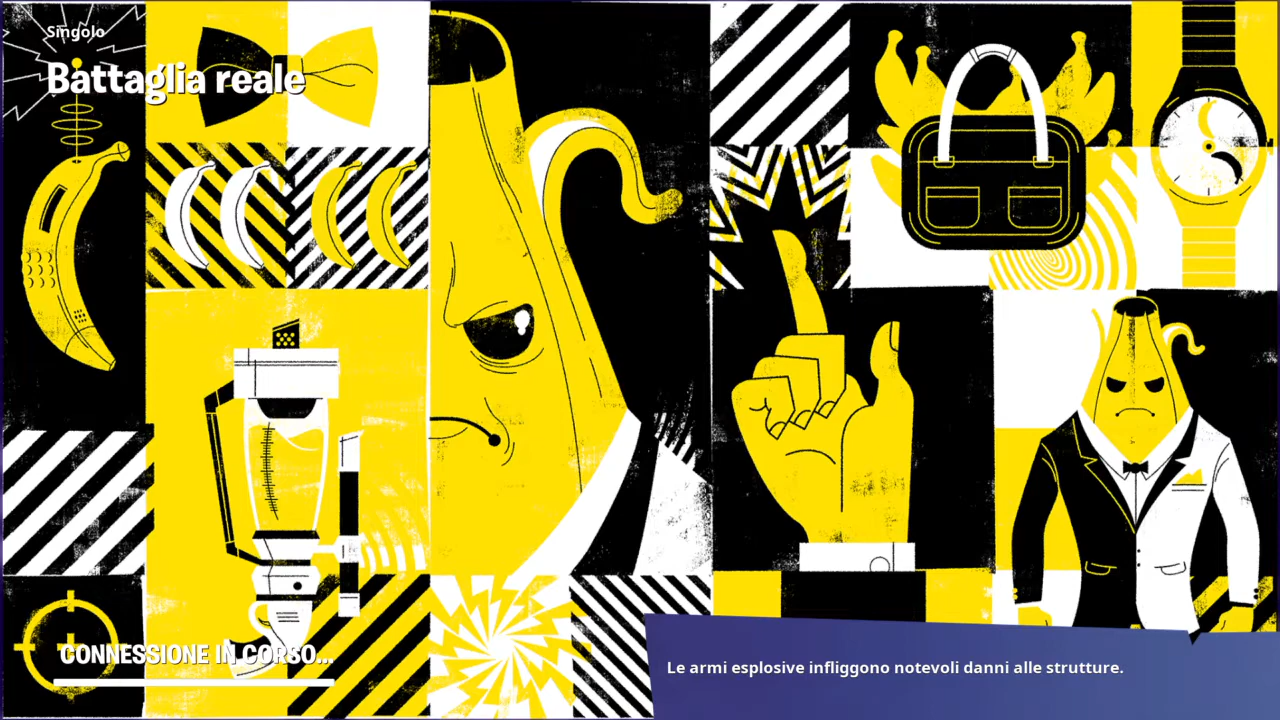 Singolo
Battaglia reale
CONNESSIONE IN CORSO...
Le armi esplosive infliggono notevoli danni alle strutture.